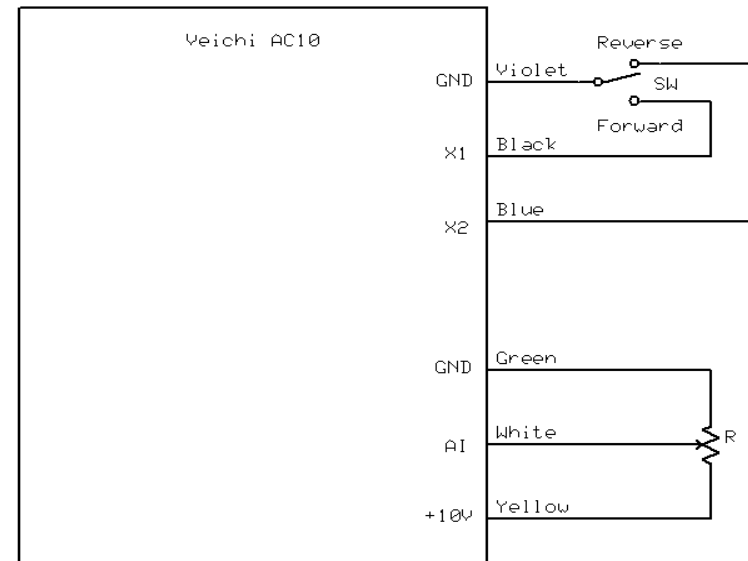 Veichi AC10
Reverse
GND
Violet
SW
Forward
X1
Black
X2
Blue
GND
Green
AI
White
R
+10V
Yellow